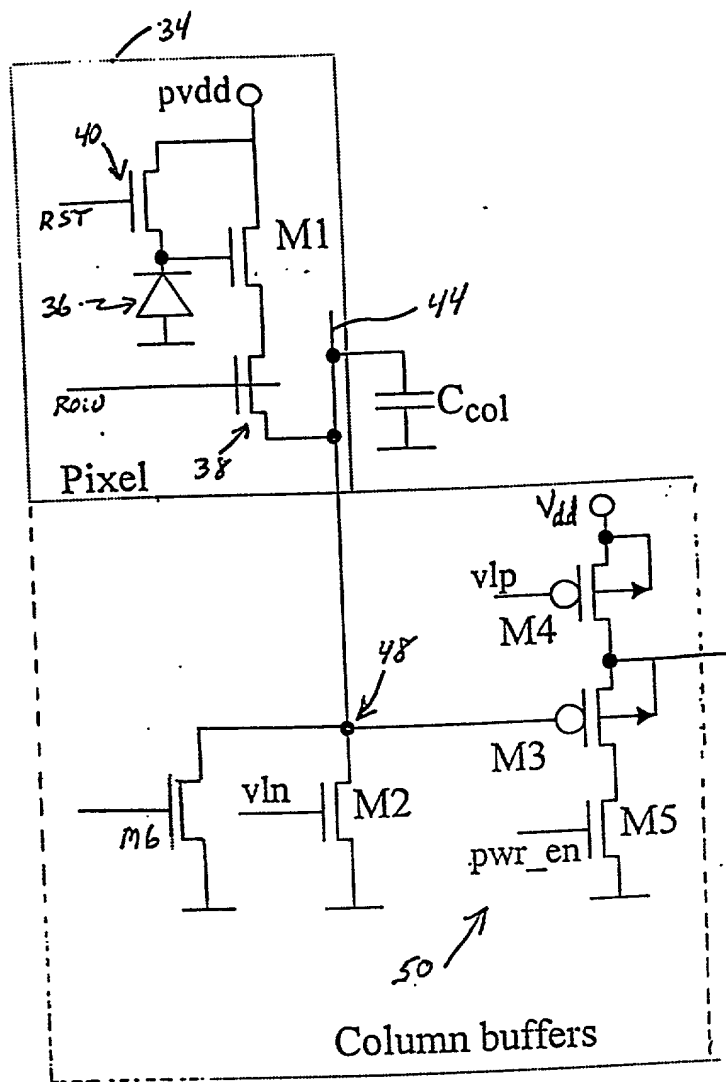 34
pvdd
40
RST
M1
36
44
Row
Ccol
38
Pixel
Vdd
vlp
M4
48
M3
vln
M2
M6
M5
pwr_en
50
Column buffers